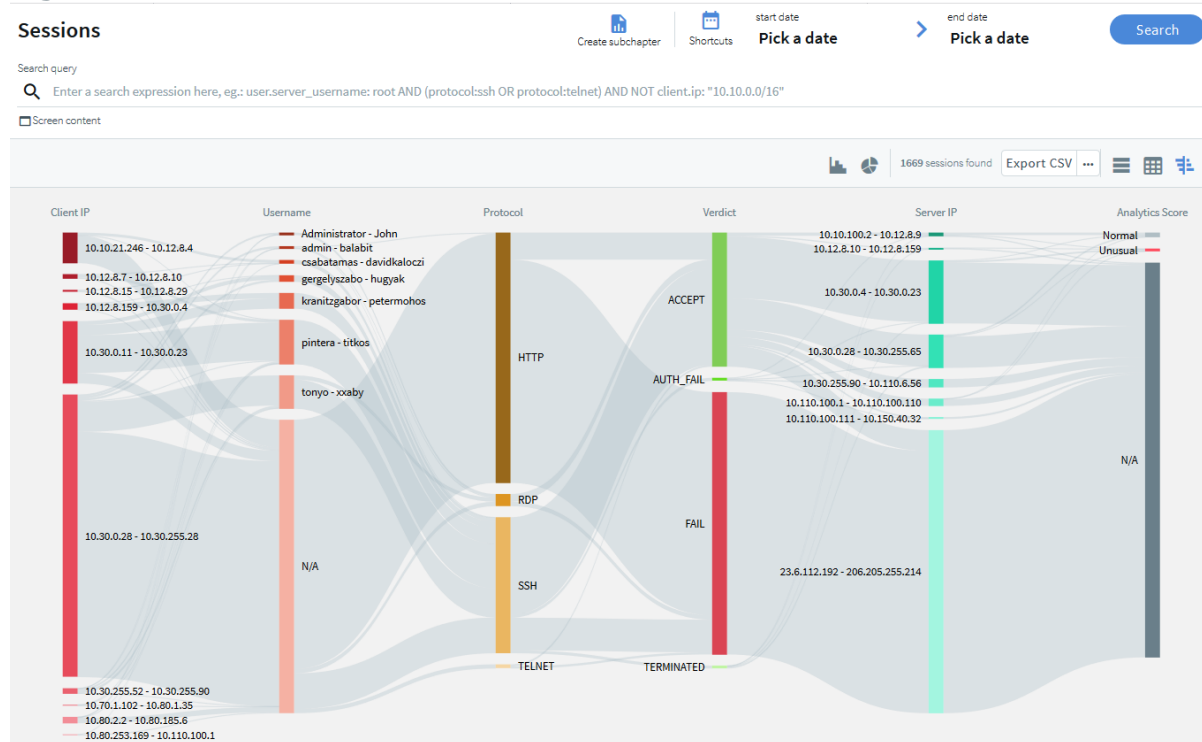 Sessions
Create subchapter
Shortcuts
start date
Pick a date
end date
Pick a date
Search
Search query
Enter a search expression here, eg.: user.server_username: root AND (protocol:ssh OR protocol:telnet) AND NOT client.ip: "10.10.0.0/16"
Screen content
1669 sessions found
Export CSV
...
Client IP
Username
Protocol
Verdict
Server IP
Analytics Score
10.10.21.246 - 10.12.8.4
10.12.8.7 - 10.12.8.10
10.12.8.15 - 10.12.8.29
10.12.8.159 - 10.30.0.4
10.30.0.11 - 10.30.0.23
10.30.0.28 - 10.30.255.28
10.30.255.52 - 10.30.255.90
10.70.1.102 - 10.80.1.35
10.80.2.2 - 10.80.185.6
10.80.253.169 - 10.110.100.1
Administrator - John
admin - balabit
csabatamas - davidkaloczi
gergelyszabo - hugyak
kranitzgabor - petermohos
pintera - titkos
tonyo - xxaby
N/A
HTTP
RDP
SSH
TELNET
ACCEPT
AUTH_FAIL
FAIL
TERMINATED
10.10.100.2 - 10.12.8.9
10.12.8.10 - 10.12.8.159
10.30.0.4 - 10.30.0.23
10.30.0.28 - 10.30.255.65
10.30.255.90 - 10.110.6.56
10.110.100.1 - 10.110.100.110
10.110.100.111 - 10.150.40.32
23.6.112.192 - 206.205.255.214
Normal
Unusual
N/A